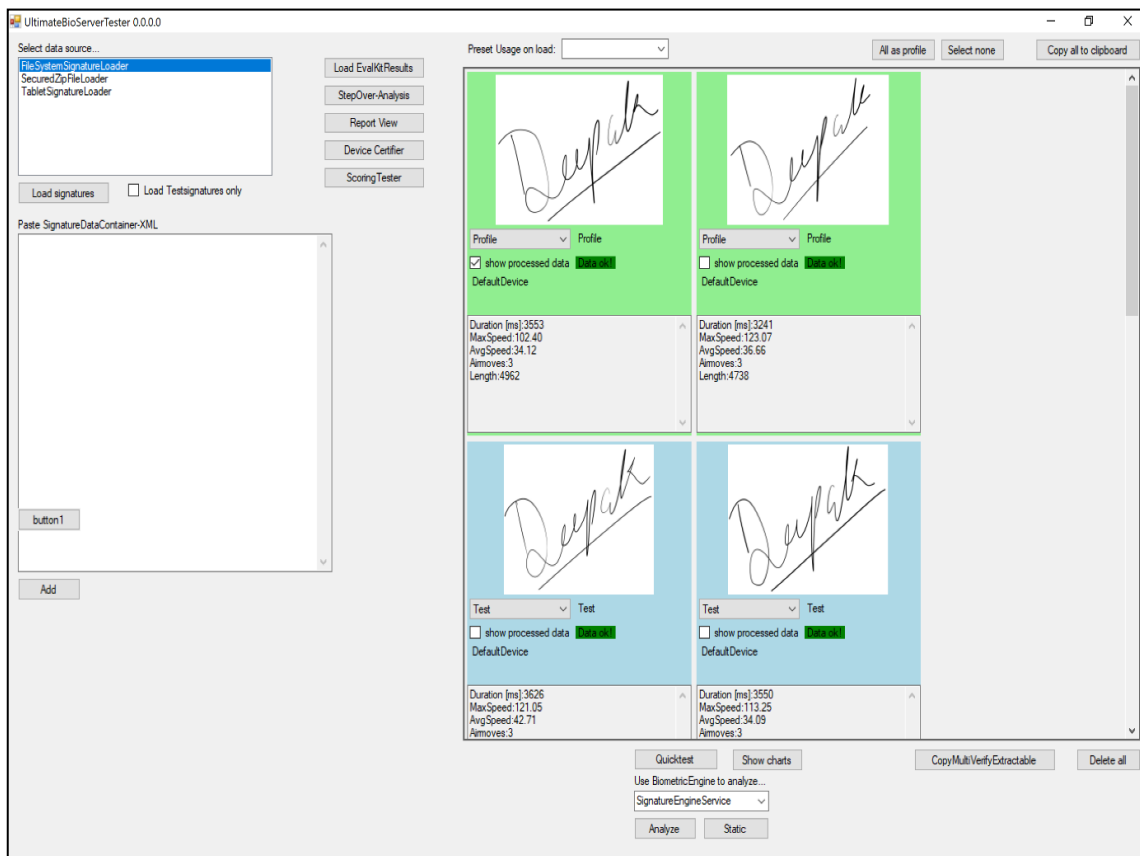 UltimateBioServerTester 0.0.0.0
Select data source...
FileSystemSignatureLoader
SecuredZipFileLoader
TabletSignatureLoader
Load signatures
Load Testsignatures only
Load EvalKitResults
StepOver-Analysis
Report View
Device Certifier
ScoringTester
Paste SignatureDataContainer-XML
button1
Add
Preset Usage on load:
All as profile
Select none
Copy all to clipboard
Deepak
Profile
Profile
show processed data
Data ok!
DefaultDevice
Duration [ms]:3553
MaxSpeed:102.40
AvgSpeed:34.12
Airmoves:3
Length:4962
Deepak
Profile
Profile
show processed data
Data ok!
DefaultDevice
Duration [ms]:3241
MaxSpeed:123.07
AvgSpeed:36.66
Airmoves:3
Length:4738
Deepak
Test
Test
show processed data
Data ok!
DefaultDevice
Duration [ms]:3626
MaxSpeed:121.05
AvgSpeed:42.71
Airmoves:3
Deepak
Test
Test
show processed data
Data ok!
DefaultDevice
Duration [ms]:3550
MaxSpeed:113.25
AvgSpeed:34.09
Airmoves:3
Quicktest
Show charts
CopyMultiVerifyExtractable
Delete all
Use BiometricEngine to analyze...
SignatureEngineService
Analyze
Static